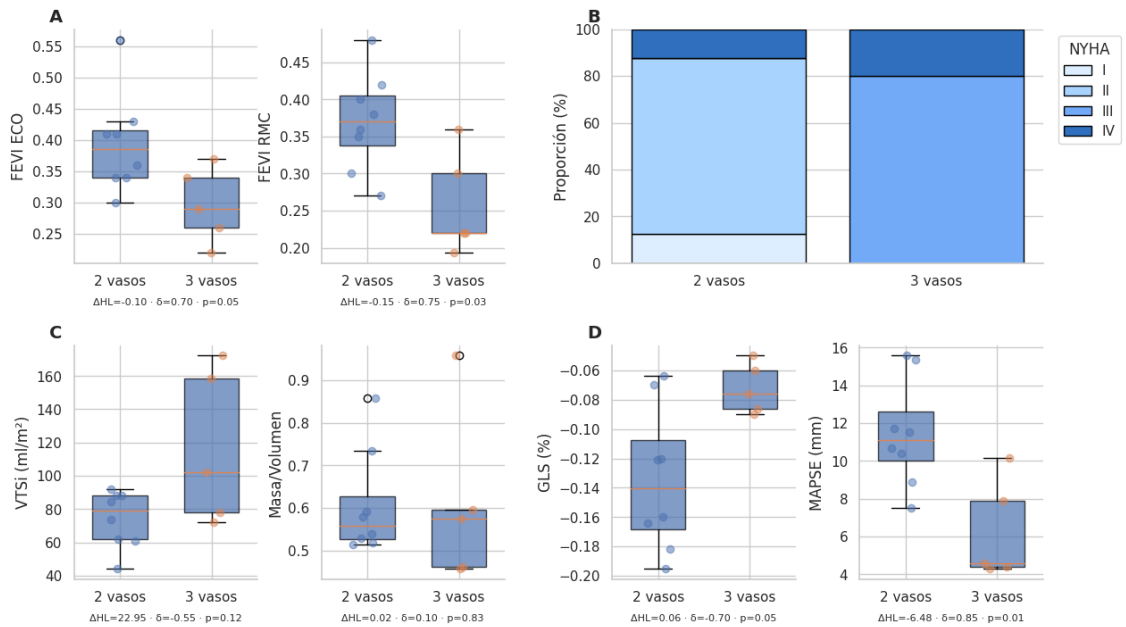 A
B
FEVI ECO
0.55
0.50
0.45
0.40
0.35
0.30
0.25
2 vasos
3 vasos
ΔHL=-0.10 · δ=0.70 · p=0.05
FEVI RMC
0.45
0.40
0.35
0.30
0.25
0.20
2 vasos
3 vasos
ΔHL=-0.15 · δ=0.75 · p=0.03
Proporción (%)
100
80
60
40
20
0
2 vasos
3 vasos
NYHA
I
II
III
IV
C
D
VTSi (ml/m²)
160
140
120
100
80
60
40
2 vasos
3 vasos
ΔHL=22.95 · δ=-0.55 · p=0.12
Masa/Volumen
0.9
0.8
0.7
0.6
0.5
2 vasos
3 vasos
ΔHL=0.02 · δ=0.10 · p=0.83
GLS (%)
−0.06
−0.08
−0.10
−0.12
−0.14
−0.16
−0.18
−0.20
2 vasos
3 vasos
ΔHL=0.06 · δ=-0.70 · p=0.05
MAPSE (mm)
16
14
12
10
8
6
4
2 vasos
3 vasos
ΔHL=-6.48 · δ=0.85 · p=0.01